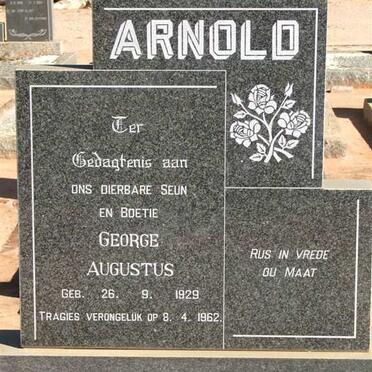 ARNOLD
Ter
Gedagtenis aan
ONS DIERBARE SEUN
EN BOETIE
GEORGE
AUGUSTUS
GEB. 26. 9. 1929
TRAGIES VERONGELUK OP 8. 4. 1962.
RUS IN VREDE
OU MAAT